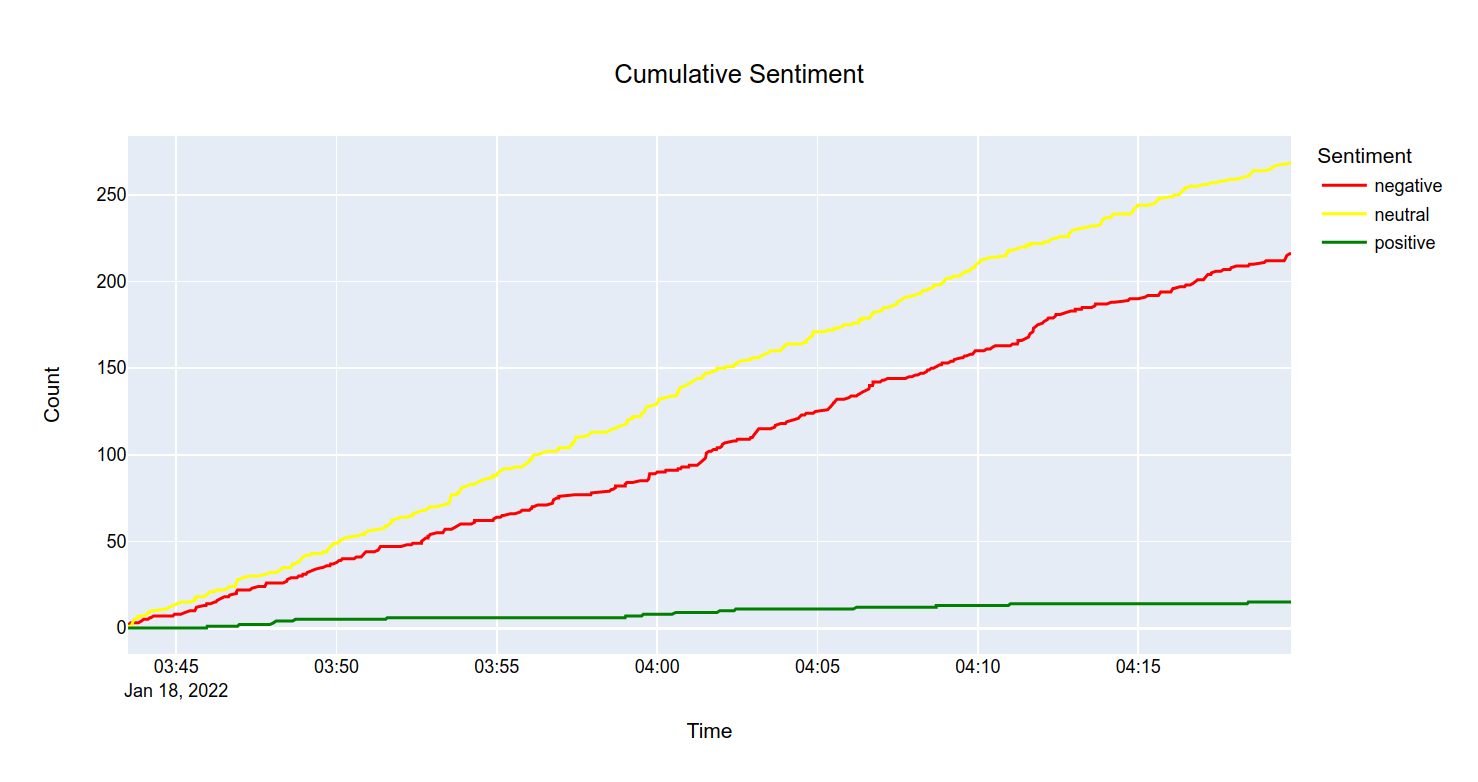 Cumulative Sentiment
Sentiment
negative
neutral
positive
Count
250
200
150
100
50
0
03:45 03:50 03:55 04:00 04:05 04:10 04:15
Jan 18, 2022
Time